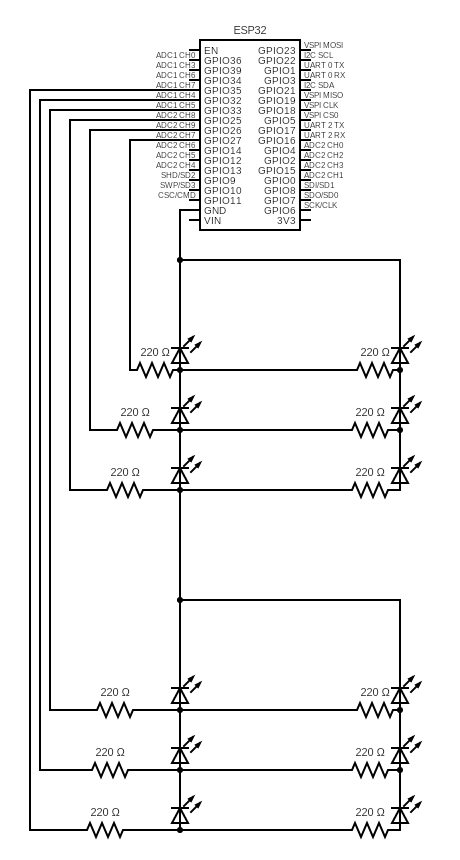 ESP32
VSPI MOSI
EN GPIO23
ADC1 CH0 I2C SCL
GPIO36 GPIO22
ADC1 CH3 UART 0 TX
GPIO39 GPIO1
ADC1 CH6 UART 0 RX
GPIO34 GPIO3
ADC1 CH7 I2C SDA
GPIO35 GPIO21
ADC1 CH4 VSPI MISO
GPIO32 GPIO19
ADC1 CH5 VSPI CLK
GPIO33 GPIO18
ADC2 CH8 VSPI CS0
GPIO25 GPIO5
ADC2 CH9 UART 2 TX
GPIO26 GPIO17
ADC2 CH7 UART 2 RX
GPIO27 GPIO16
ADC2 CH6 ADC2 CH0
GPIO14 GPIO4
ADC2 CH5 ADC2 CH2
GPIO12 GPIO2
ADC2 CH4 ADC2 CH3
GPIO13 GPIO15
SHD/SD2 ADC2 CH1
GPIO9 GPIO0
SWP/SD3 SDI/SD1
GPIO10 GPIO8
CSC/CMD SDO/SD0
GPIO11 GPIO7
SCK/CLK
GND GPIO6
VIN 3V3
220 Ω 220 Ω
220 Ω 220 Ω
220 Ω 220 Ω
220 Ω 220 Ω
220 Ω 220 Ω
220 Ω 220 Ω